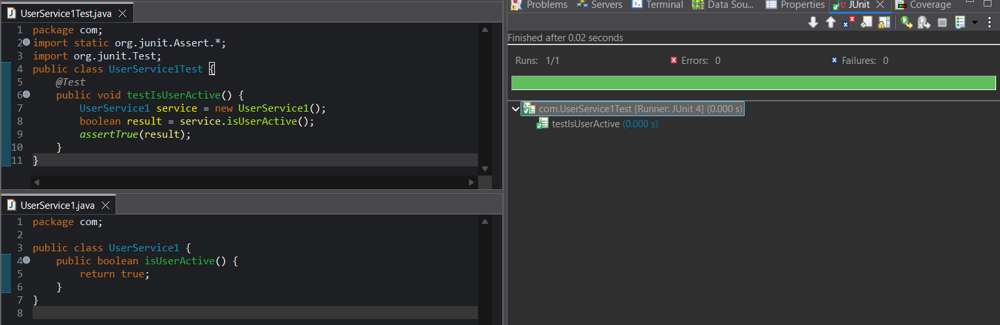 UserService1Test.java
1 package com;
2 import static org.junit.Assert.*;
3 import org.junit.Test;
4 public class UserService1Test {
5     @Test
6     public void testIsUserActive() {
7         UserService1 service = new UserService1();
8         boolean result = service.isUserActive();
9         assertTrue(result);
10     }
11 }
UserService1.java
1 package com;
2
3 public class UserService1 {
4     public boolean isUserActive() {
5         return true;
6     }
7 }
8
Problems Servers Terminal Data Sou... Properties JUnit Coverage
Finished after 0.02 seconds
Runs: 1/1 Errors: 0 Failures: 0
com.UserService1Test [Runner: JUnit 4] (0.000 s)
testIsUserActive (0.000 s)